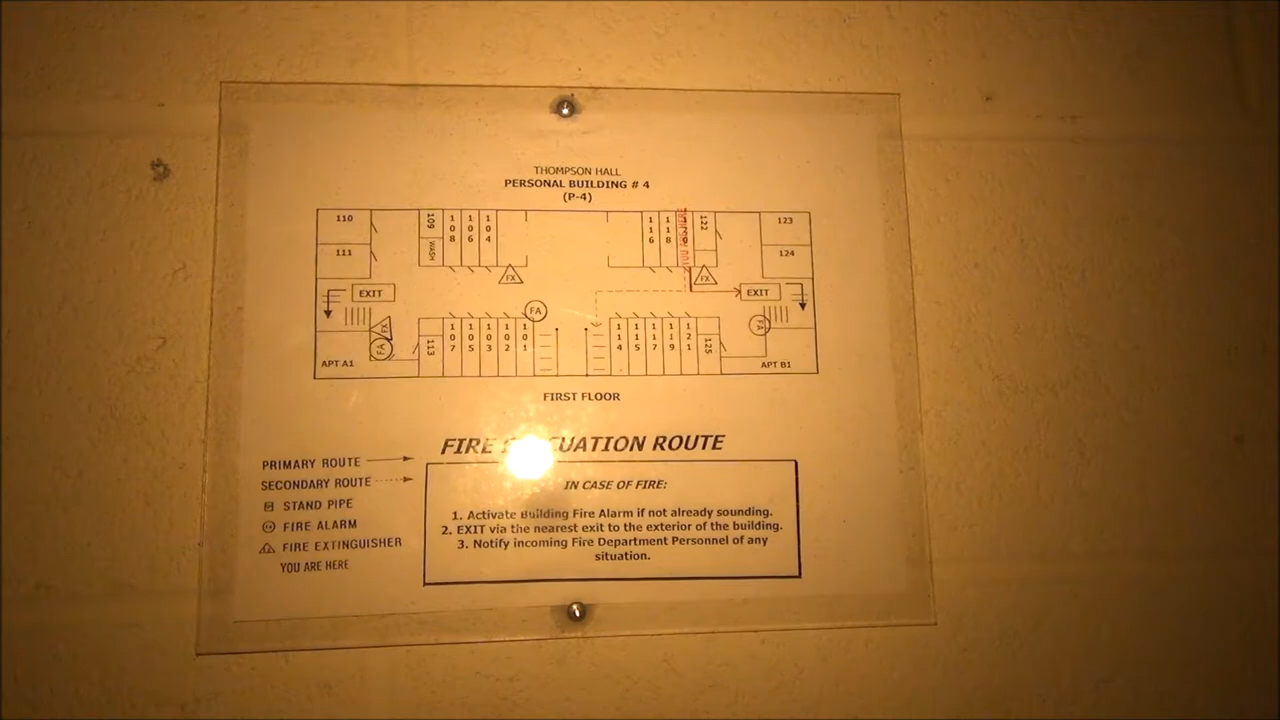 THOMPSON HALL
PERSONAL BUILDING # 4
(P-4)
110
111
109
WASH
108
106
104
116
118
122
123
124
FX
FX
EXIT
EXIT
FA
FX
FA
FA
APT A1
113
107
105
103
102
101
114
115
117
119
121
125
APT B1
FIRST FLOOR
FIRE EVACUATION ROUTE
PRIMARY ROUTE
SECONDARY ROUTE
STAND PIPE
FIRE ALARM
FIRE EXTINGUISHER
YOU ARE HERE
IN CASE OF FIRE:
1. Activate Building Fire Alarm if not already sounding.
2. EXIT via the nearest exit to the exterior of the building.
3. Notify incoming Fire Department Personnel of any
situation.